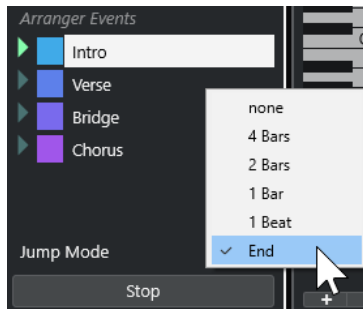 Arranger Events
Intro
Verse
Bridge
Chorus
none
4 Bars
2 Bars
1 Bar
1 Beat
End
Jump Mode
Stop